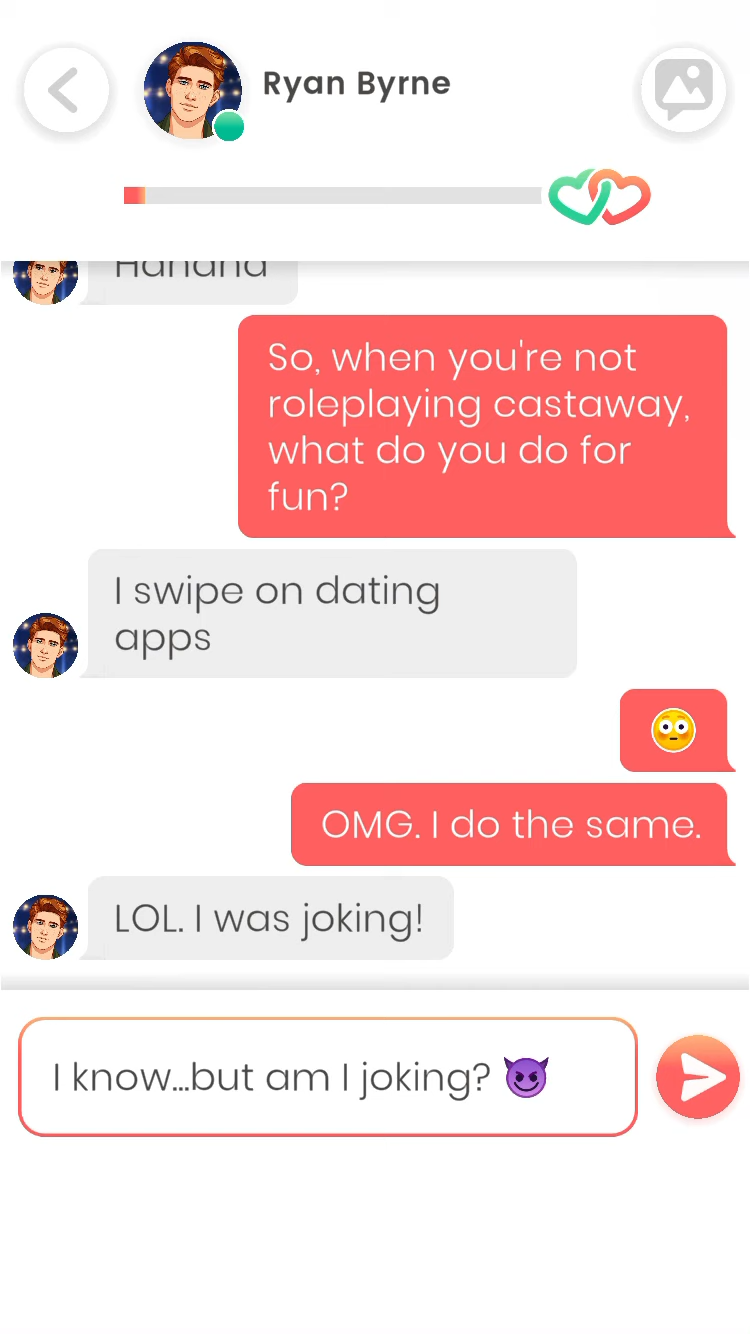 Ryan Byrne
Hahaha
So, when you're not
roleplaying castaway,
what do you do for
fun?
I swipe on dating
apps
😳
OMG. I do the same.
LOL. I was joking!
I know...but am I joking? 😈